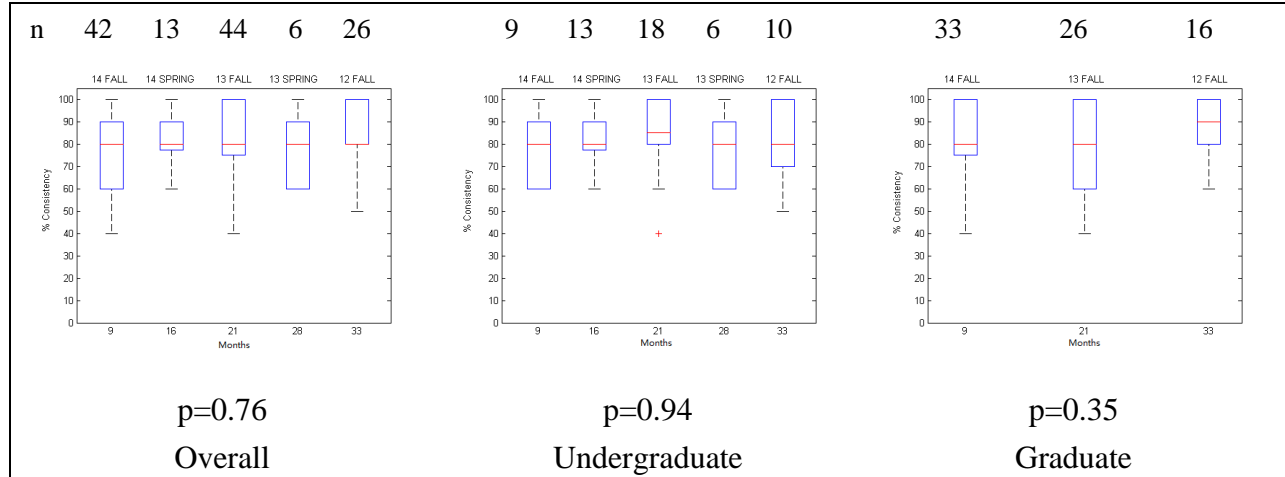 n 42 13 44 6 26 9 13 18 6 10 33 26 16
14 FALL 14 SPRING 13 FALL 13 SPRING 12 FALL
100
90
80
70
60
50
40
30
20
10
0
% Consistency
9 16 21 28 33
Months
14 FALL 14 SPRING 13 FALL 13 SPRING 12 FALL
100
90
80
70
60
50
40
30
20
10
0
% Consistency
9 16 21 28 33
Months
14 FALL 13 FALL 12 FALL
100
90
80
70
60
50
40
30
20
10
0
% Consistency
9 21 33
Months
p=0.76 p=0.94 p=0.35
Overall Undergraduate Graduate